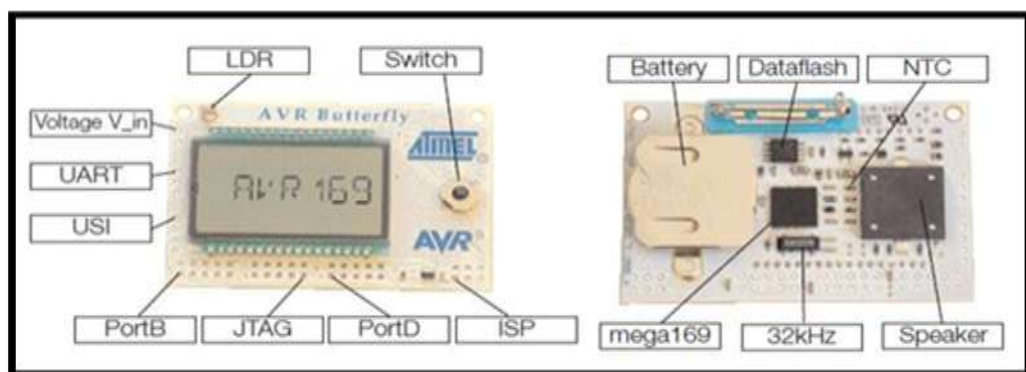 LDR
Switch
Voltage V_in
UART
USI
AVR Butterfly
ATMEL
AVR 169
AVR
PortB
JTAG
PortD
ISP
Battery
Dataflash
NTC
mega169
32kHz
Speaker